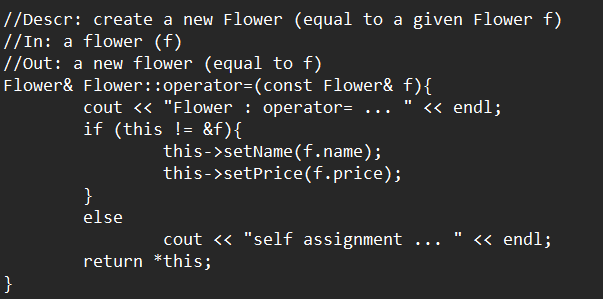 //Descr: create a new Flower (equal to a given Flower f)
//In: a flower (f)
//Out: a new flower (equal to f)
Flower& Flower::operator=(const Flower& f){
        cout << "Flower : operator= ... " << endl;
        if (this != &f){
                this->setName(f.name);
                this->setPrice(f.price);
        }
        else
                cout << "self assignment ... " << endl;
        return *this;
}